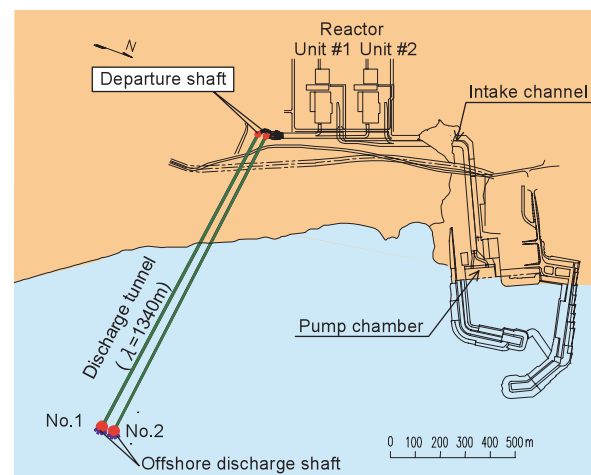 N
Reactor
Unit #1 Unit #2
Departure shaft
Intake channel
Discharge tunnel
( λ=1340m)
Pump chamber
No.1
No.2
Offshore discharge shaft
0 100 200 300 400 500 m